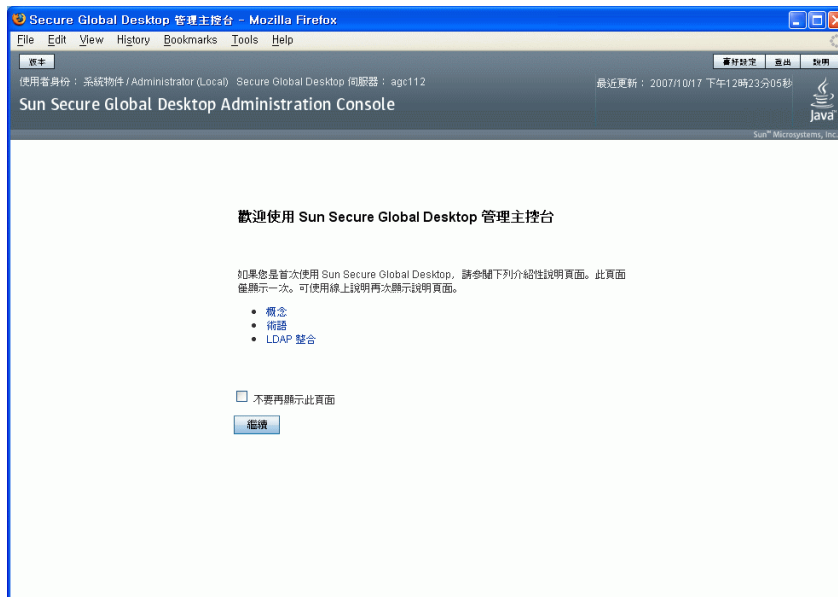 Secure Global Desktop 管理主控台 - Mozilla Firefox
File Edit View History Bookmarks Tools Help
版本 喜好設定 登出 說明
使用者身份： 系統物件/Administrator (Local) Secure Global Desktop 伺服器： agc112 最近更新： 2007/10/17 下午12時23分05秒
Sun Secure Global Desktop Administration Console
Java™
Sun™ Microsystems, Inc.
歡迎使用 Sun Secure Global Desktop 管理主控台
如果您是首次使用 Sun Secure Global Desktop，請參閱下列介紹性說明頁面。此頁面
僅顯示一次。可使用線上說明再次顯示說明頁面。
概念
術語
LDAP 整合
不要再顯示此頁面
繼續